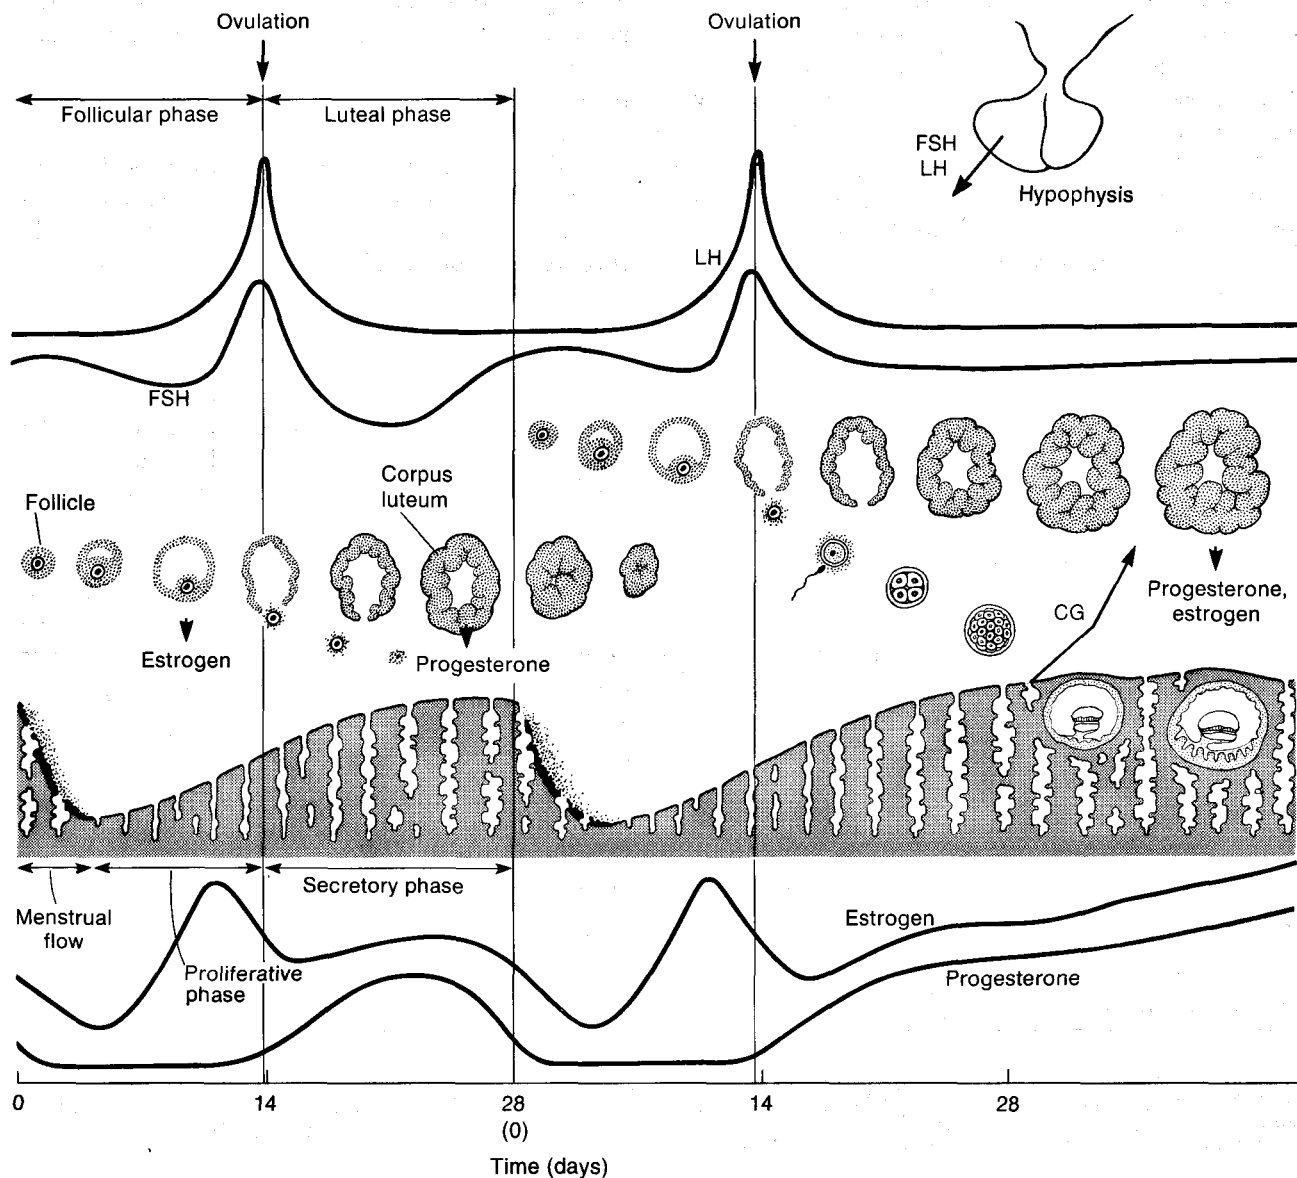 Ovulation
Ovulation
Follicular phase
Luteal phase
FSH
LH
Hypophysis
LH
FSH
Corpus
luteum
Follicle
Estrogen
Progesterone
CG
Progesterone,
estrogen
Menstrual
flow
Proliferative
phase
Secretory phase
Estrogen
Progesterone
0
14
28
(0)
14
28
Time (days)